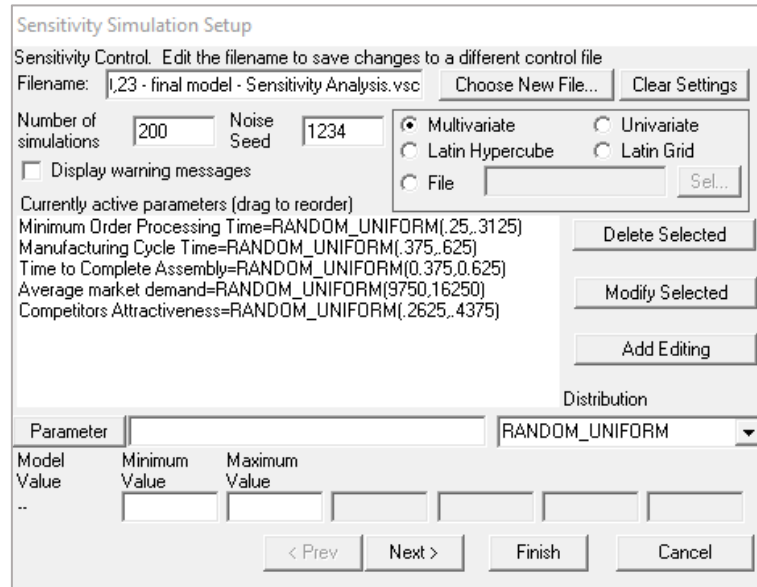 Sensitivity Simulation Setup
Sensitivity Control.  Edit the filename to save changes to a different control file
Filename: I,23 - final model - Sensitivity Analysis.vsc Choose New File... Clear Settings
Number of simulations 200 Noise Seed 1234
Multivariate Univariate
Latin Hypercube Latin Grid
File Sel...
Display warning messages
Currently active parameters (drag to reorder)
Minimum Order Processing Time=RANDOM_UNIFORM(.25,.3125)
Manufacturing Cycle Time=RANDOM_UNIFORM(.375,.625)
Time to Complete Assembly=RANDOM_UNIFORM(0.375,0.625)
Average market demand=RANDOM_UNIFORM(9750,16250)
Competitors Attractiveness=RANDOM_UNIFORM(.2625,.4375)
Delete Selected
Modify Selected
Add Editing
Distribution
Parameter RANDOM_UNIFORM
Model Value Minimum Value Maximum Value
--
< Prev Next > Finish Cancel